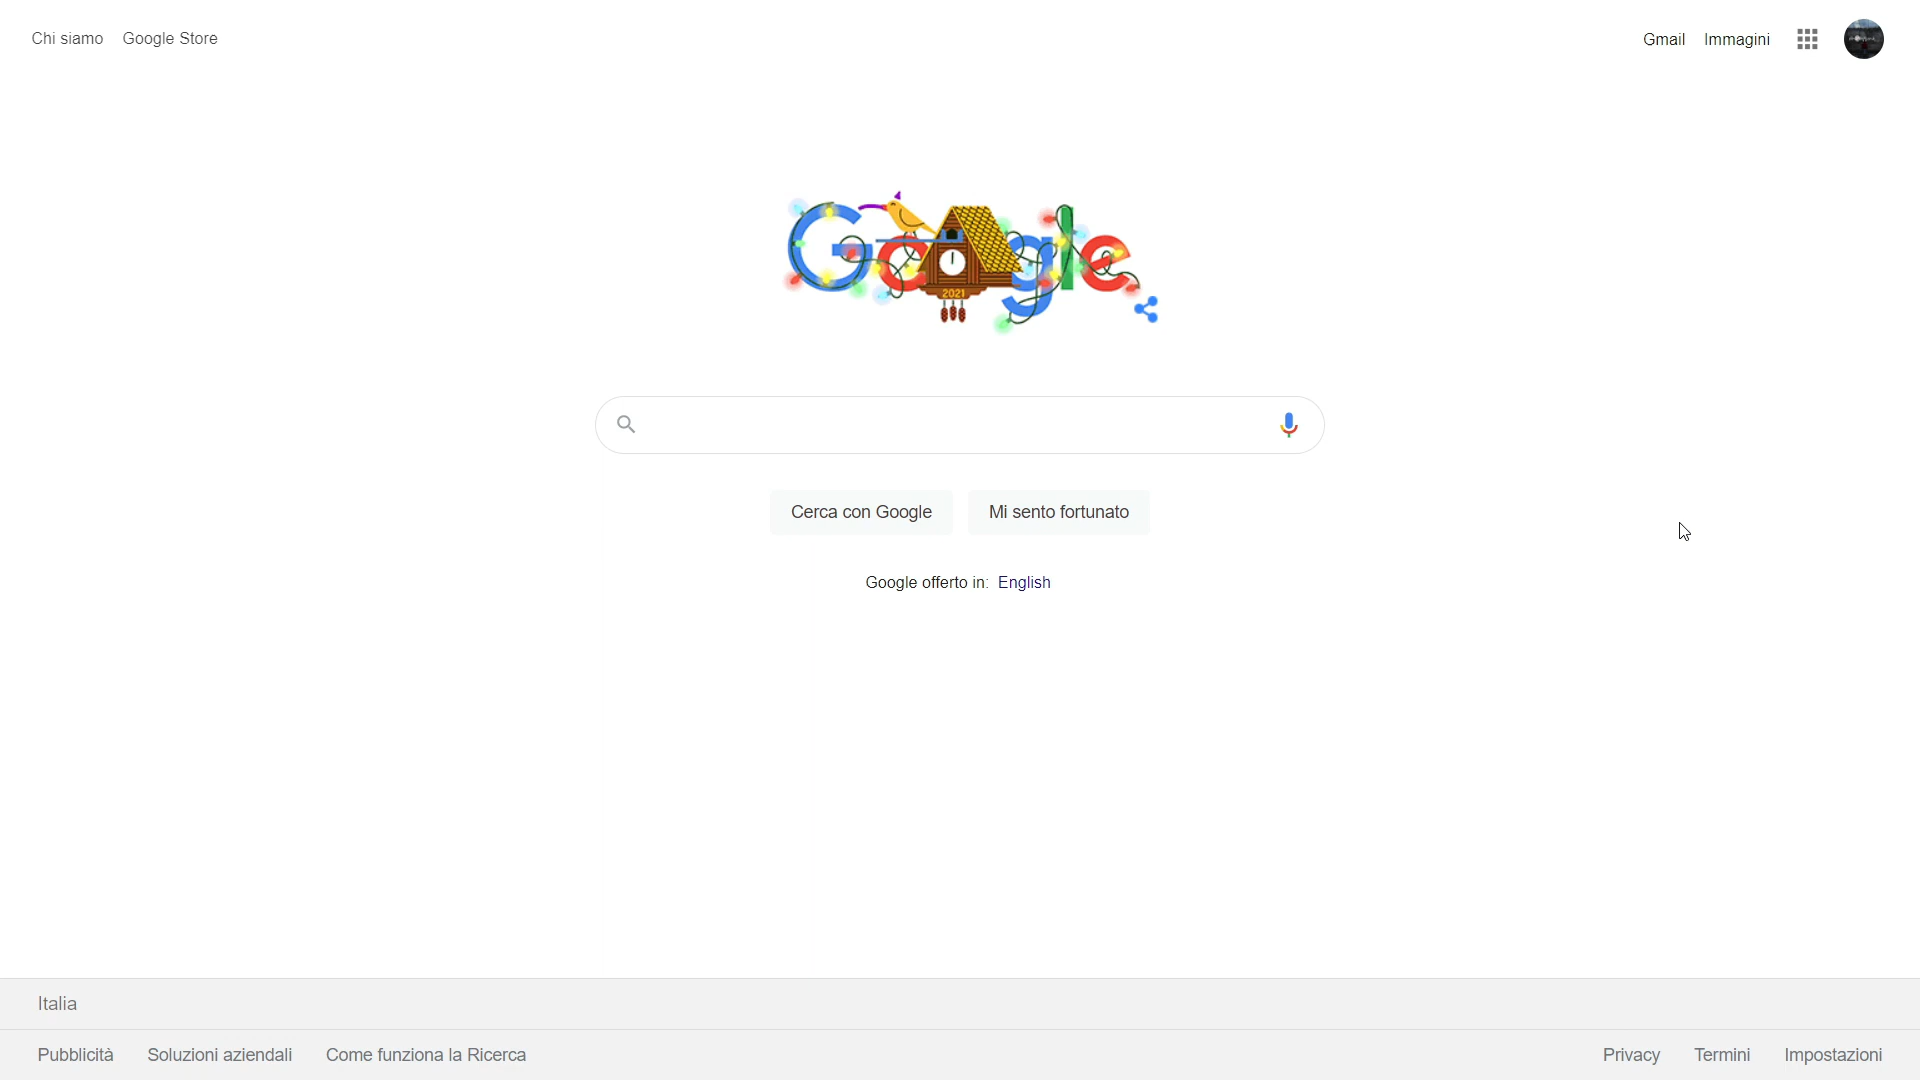 Chi siamo Google Store Gmail Immagini
Google
2021
Cerca con Google Mi sento fortunato
Google offerto in: English
Italia
Pubblicità Soluzioni aziendali Come funziona la Ricerca Privacy Termini Impostazioni